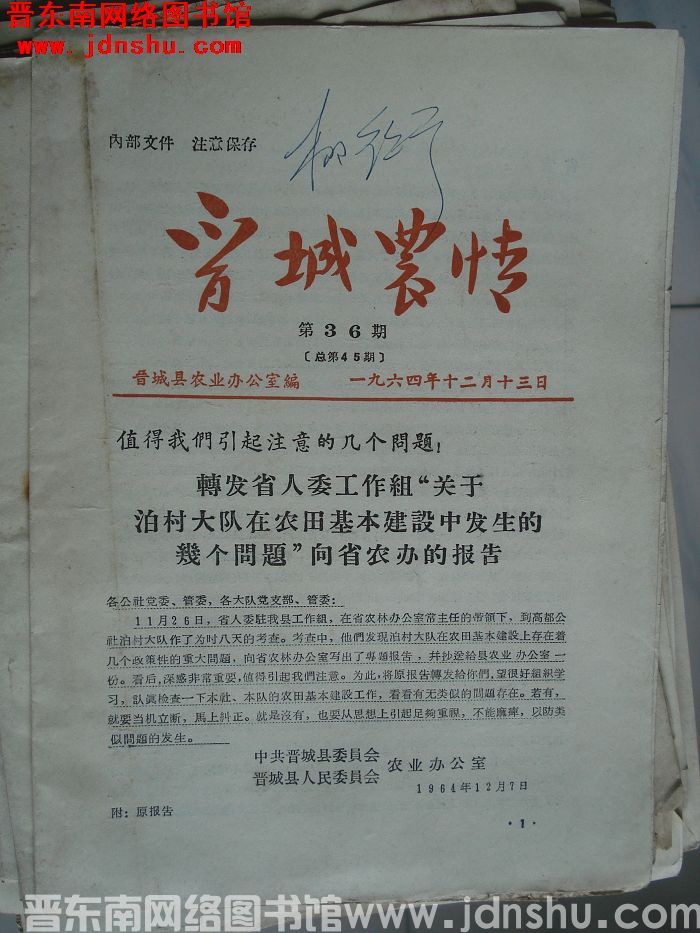 晋东南网络图书馆
www.jdnshu.com
內部文件 注意保存
晋城農情
第36期
〔总第45期〕
晋城县农业办公室編 一九六四年十二月十三日
值得我們引起注意的几个問題！
轉发省人委工作組“关于
泊村大队在农田基本建設中发生的
幾个問題”向省农办的报告
各公社党委、管委，各大队党支部、管委：
11月26日，省人委駐我县工作組，在省农林办公室常主任的带領下，到高都公
社泊村大队作了为时八天的考查。考查中，他們发現泊村大队在农田基本建設上存在着
几个政策性的重大問題，向省农林办公室写出了專題报告，并抄送給县农业办公室一
份。看后，深感非常重要，值得引起我們注意。为此，将原报告轉发給你們，望很好組織学
习，認眞检查一下本社、本队的农田基本建設工作，看看有无类似的問題存在。若有，
就要当机立断，馬上糾正。就是沒有，也要从思想上引起足夠重視，不能麻痺，以防类
似問題的发生。
中共晋城县委員会
晋城县人民委員会 农业办公室
1964年12月7日
附：原报告
·1·
晋东南网络图书馆www.jdnshu.com